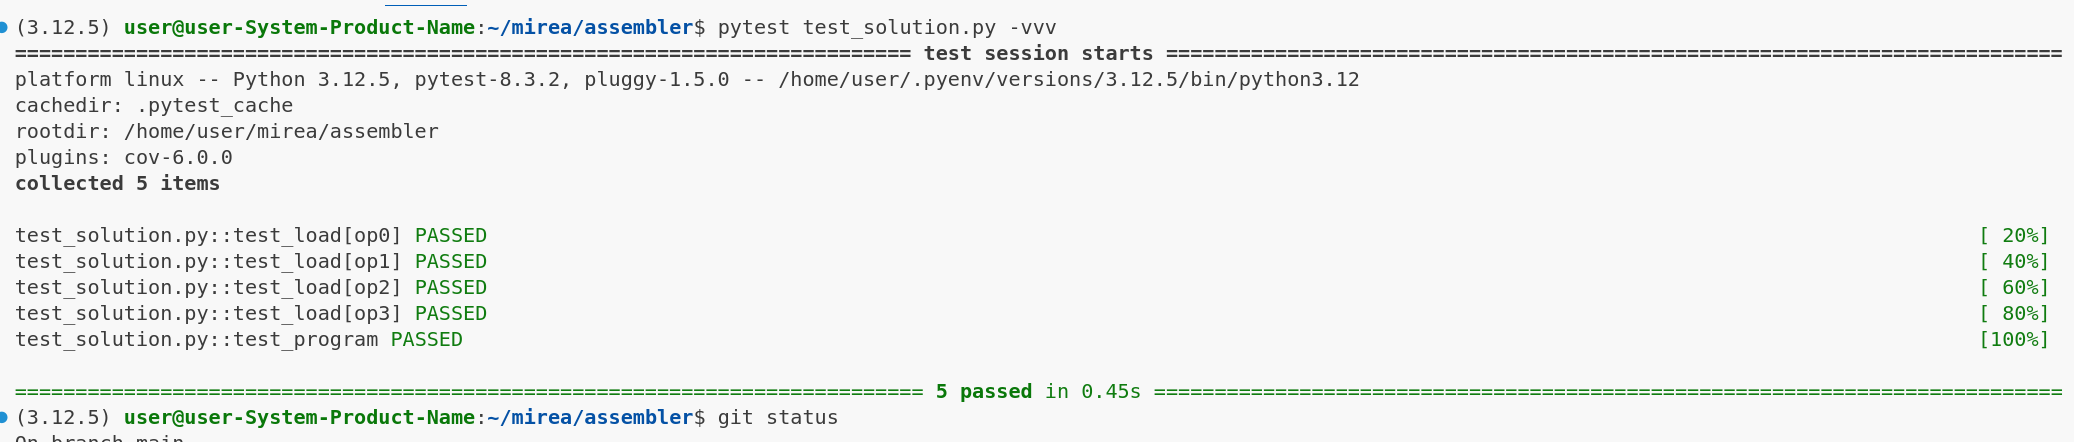 (3.12.5) user@user-System-Product-Name:~/mirea/assembler$ pytest test_solution.py -vvv
========================================================================== test session starts ==========================================================================
platform linux -- Python 3.12.5, pytest-8.3.2, pluggy-1.5.0 -- /home/user/.pyenv/versions/3.12.5/bin/python3.12
cachedir: .pytest_cache
rootdir: /home/user/mirea/assembler
plugins: cov-6.0.0
collected 5 items
test_solution.py::test_load[op0] PASSED [ 20%]
test_solution.py::test_load[op1] PASSED [ 40%]
test_solution.py::test_load[op2] PASSED [ 60%]
test_solution.py::test_load[op3] PASSED [ 80%]
test_solution.py::test_program PASSED [100%]
=========================================================================== 5 passed in 0.45s ===========================================================================
(3.12.5) user@user-System-Product-Name:~/mirea/assembler$ git status
On branch main